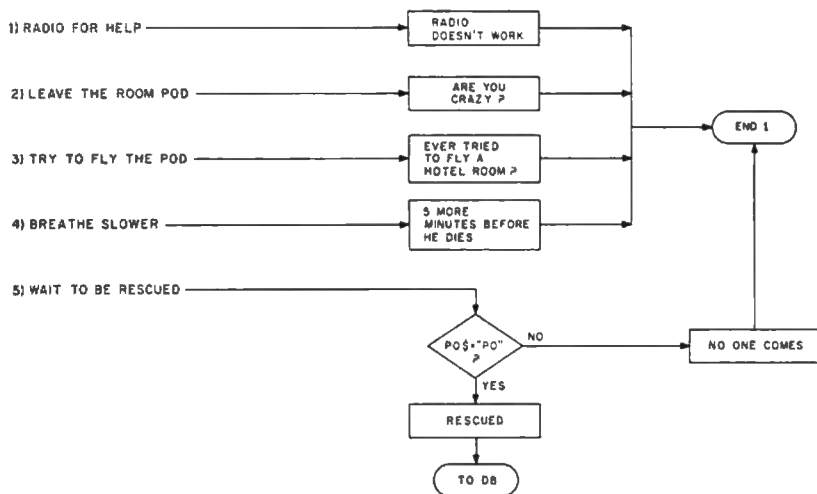 1) RADIO FOR HELP
RADIO
DOESN'T WORK
2) LEAVE THE ROOM POD
ARE YOU
CRAZY ?
END 1
3) TRY TO FLY THE POD
EVER TRIED
TO FLY A
HOTEL ROOM ?
4) BREATHE SLOWER
5 MORE
MINUTES BEFORE
HE DIES
5) WAIT TO BE RESCUED
PO$="PO"
?
NO
NO ONE COMES
YES
RESCUED
TO D8